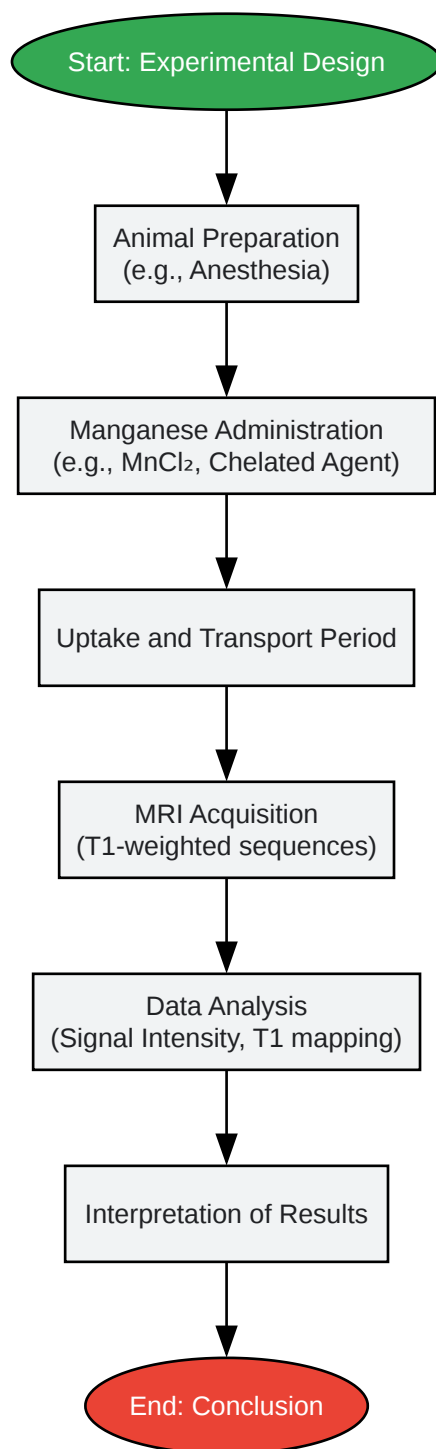 Start: Experimental Design
Animal Preparation
(e.g., Anesthesia)
Manganese Administration
(e.g., MnCl₂, Chelated Agent)
Uptake and Transport Period
MRI Acquisition
(T1-weighted sequences)
Data Analysis
(Signal Intensity, T1 mapping)
Interpretation of Results
End: Conclusion